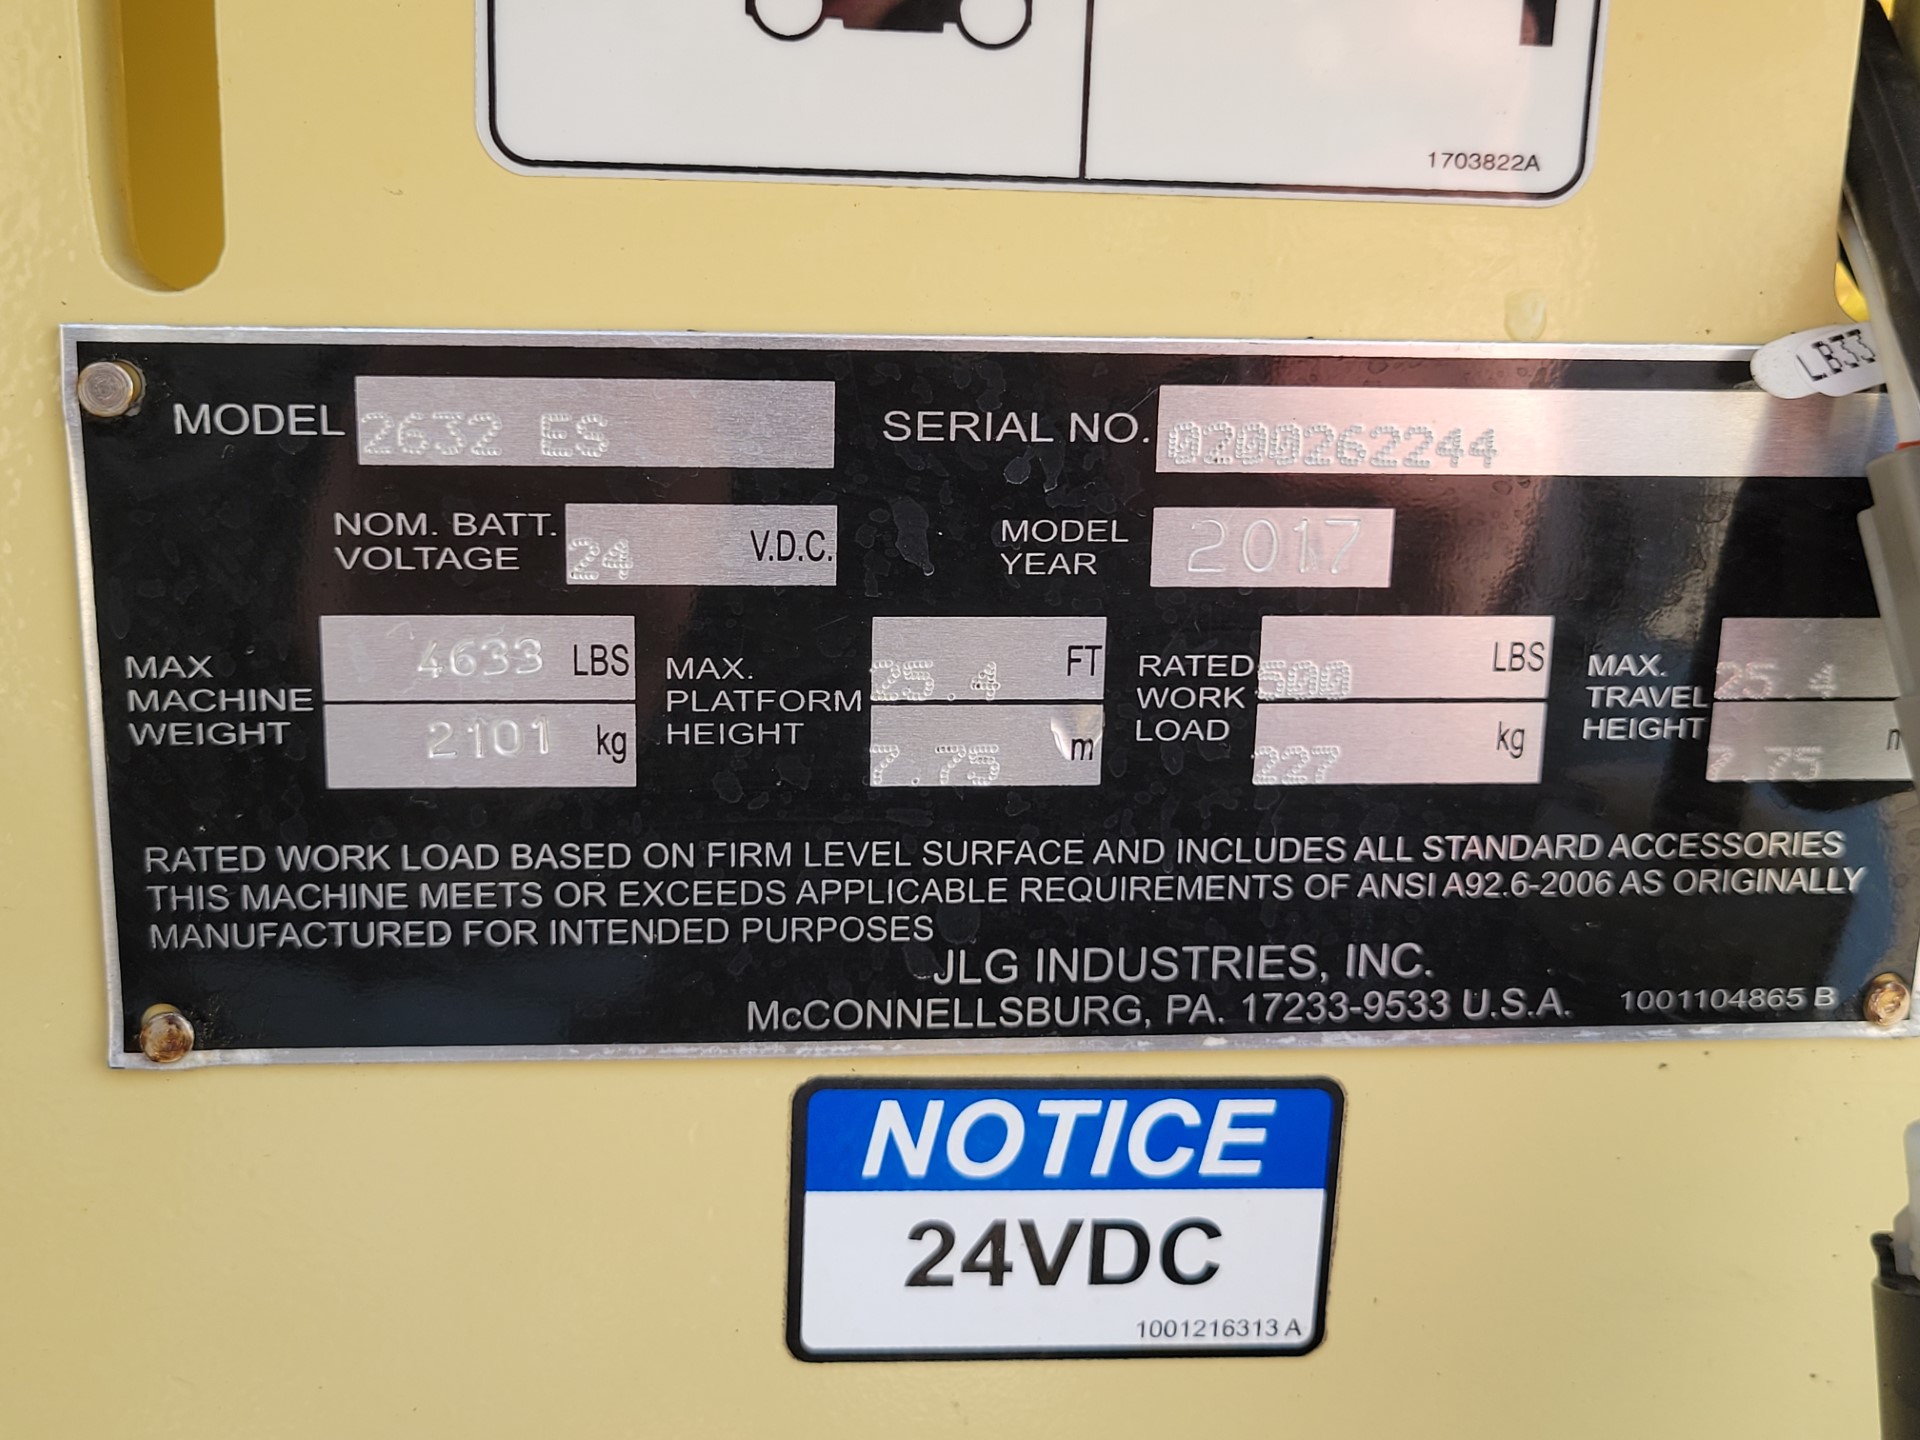 1703822A
LB33
MODEL 2632 ES SERIAL NO. 0200262244
NOM. BATT. VOLTAGE 24 V.D.C. MODEL YEAR 2017
MAX MACHINE WEIGHT 4633 LBS 2101 kg
MAX. PLATFORM HEIGHT 25.4 FT 7.75 m
RATED WORK LOAD 500 LBS 227 kg
MAX. TRAVEL HEIGHT 25.4 7.75
RATED WORK LOAD BASED ON FIRM LEVEL SURFACE AND INCLUDES ALL STANDARD ACCESSORIES
THIS MACHINE MEETS OR EXCEEDS APPLICABLE REQUIREMENTS OF ANSI A92.6-2006 AS ORIGINALLY
MANUFACTURED FOR INTENDED PURPOSES
JLG INDUSTRIES, INC.
McCONNELLSBURG, PA. 17233-9533 U.S.A. 1001104865 B
NOTICE
24VDC
1001216313 A